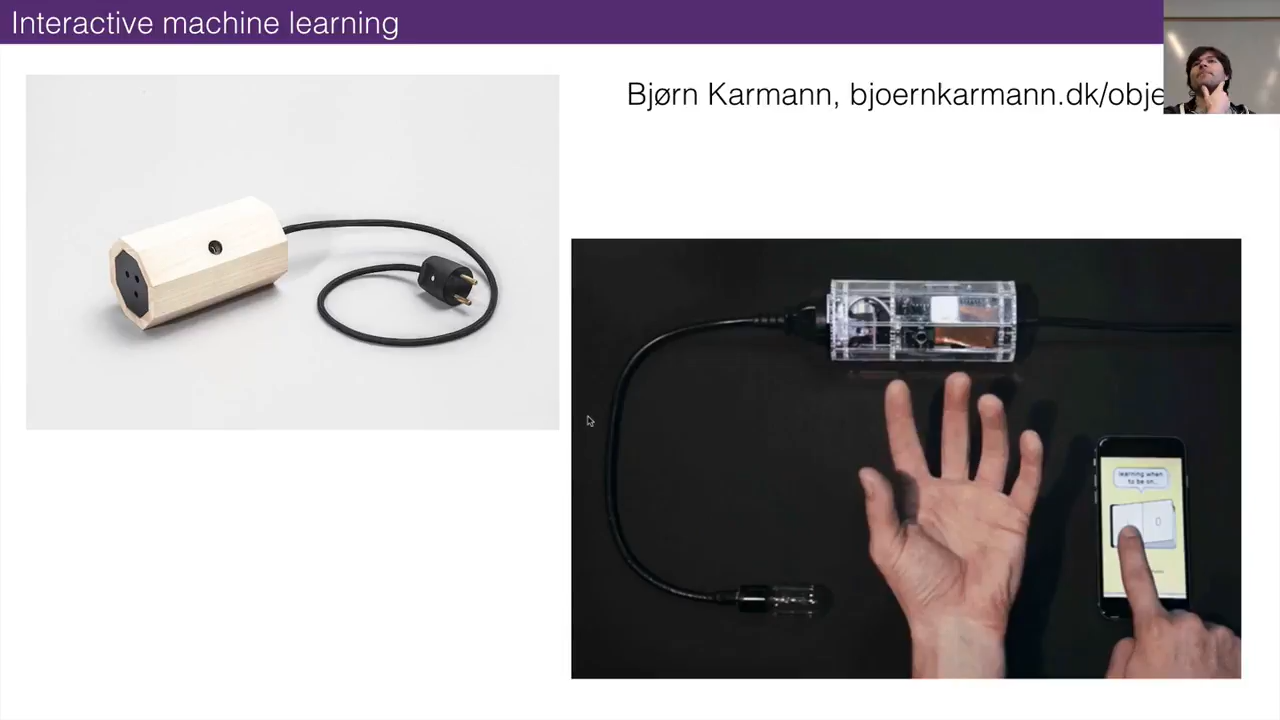 Interactive machine learning
Bjørn Karmann, bjoernkarmann.dk/obje
learning when
to be on...